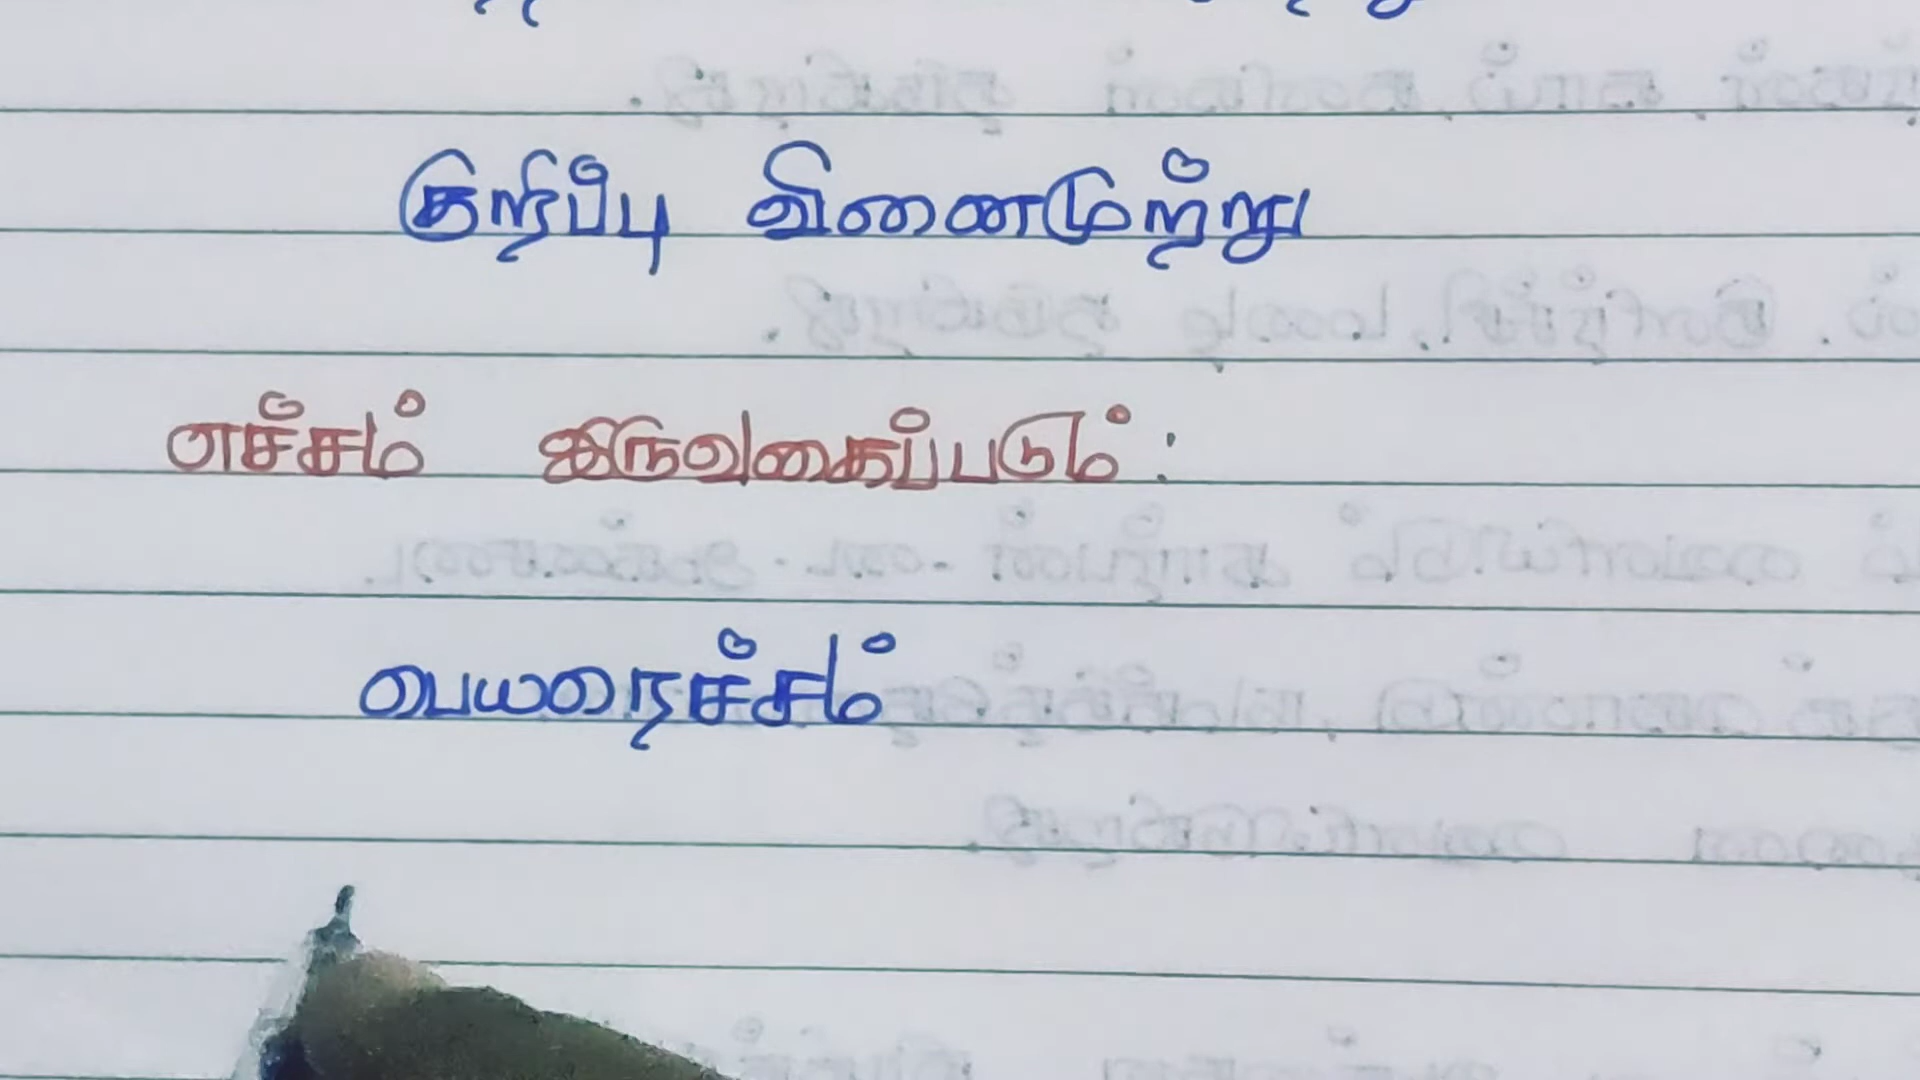 குறிப்பு வினைமுற்று
எச்சம் இருவகைப்படும் :
பெயரெச்சம்